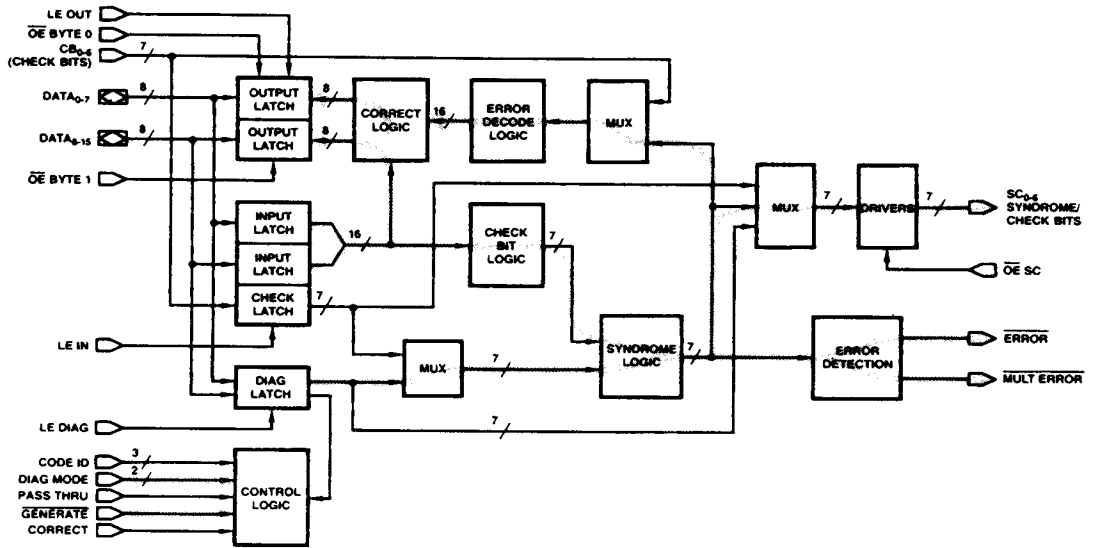 LE OUT
OE BYTE 0
CB0-6
(CHECK BITS)
7
DATA0-7
8
DATA8-15
8
OE BYTE 1
OUTPUT
LATCH
OUTPUT
LATCH
8
8
CORRECT
LOGIC
16
ERROR
DECODE
LOGIC
MUX
INPUT
LATCH
INPUT
LATCH
CHECK
LATCH
16
7
CHECK
BIT
LOGIC
7
MUX
7
DRIVERS
7
SC0-6
SYNDROME/
CHECK BITS
OE SC
LE IN
MUX
7
SYNDROME
LOGIC
7
ERROR
DETECTION
ERROR
MULT ERROR
DIAG
LATCH
7
LE DIAG
CODE ID
3
DIAG MODE
2
PASS THRU
GENERATE
CORRECT
CONTROL
LOGIC